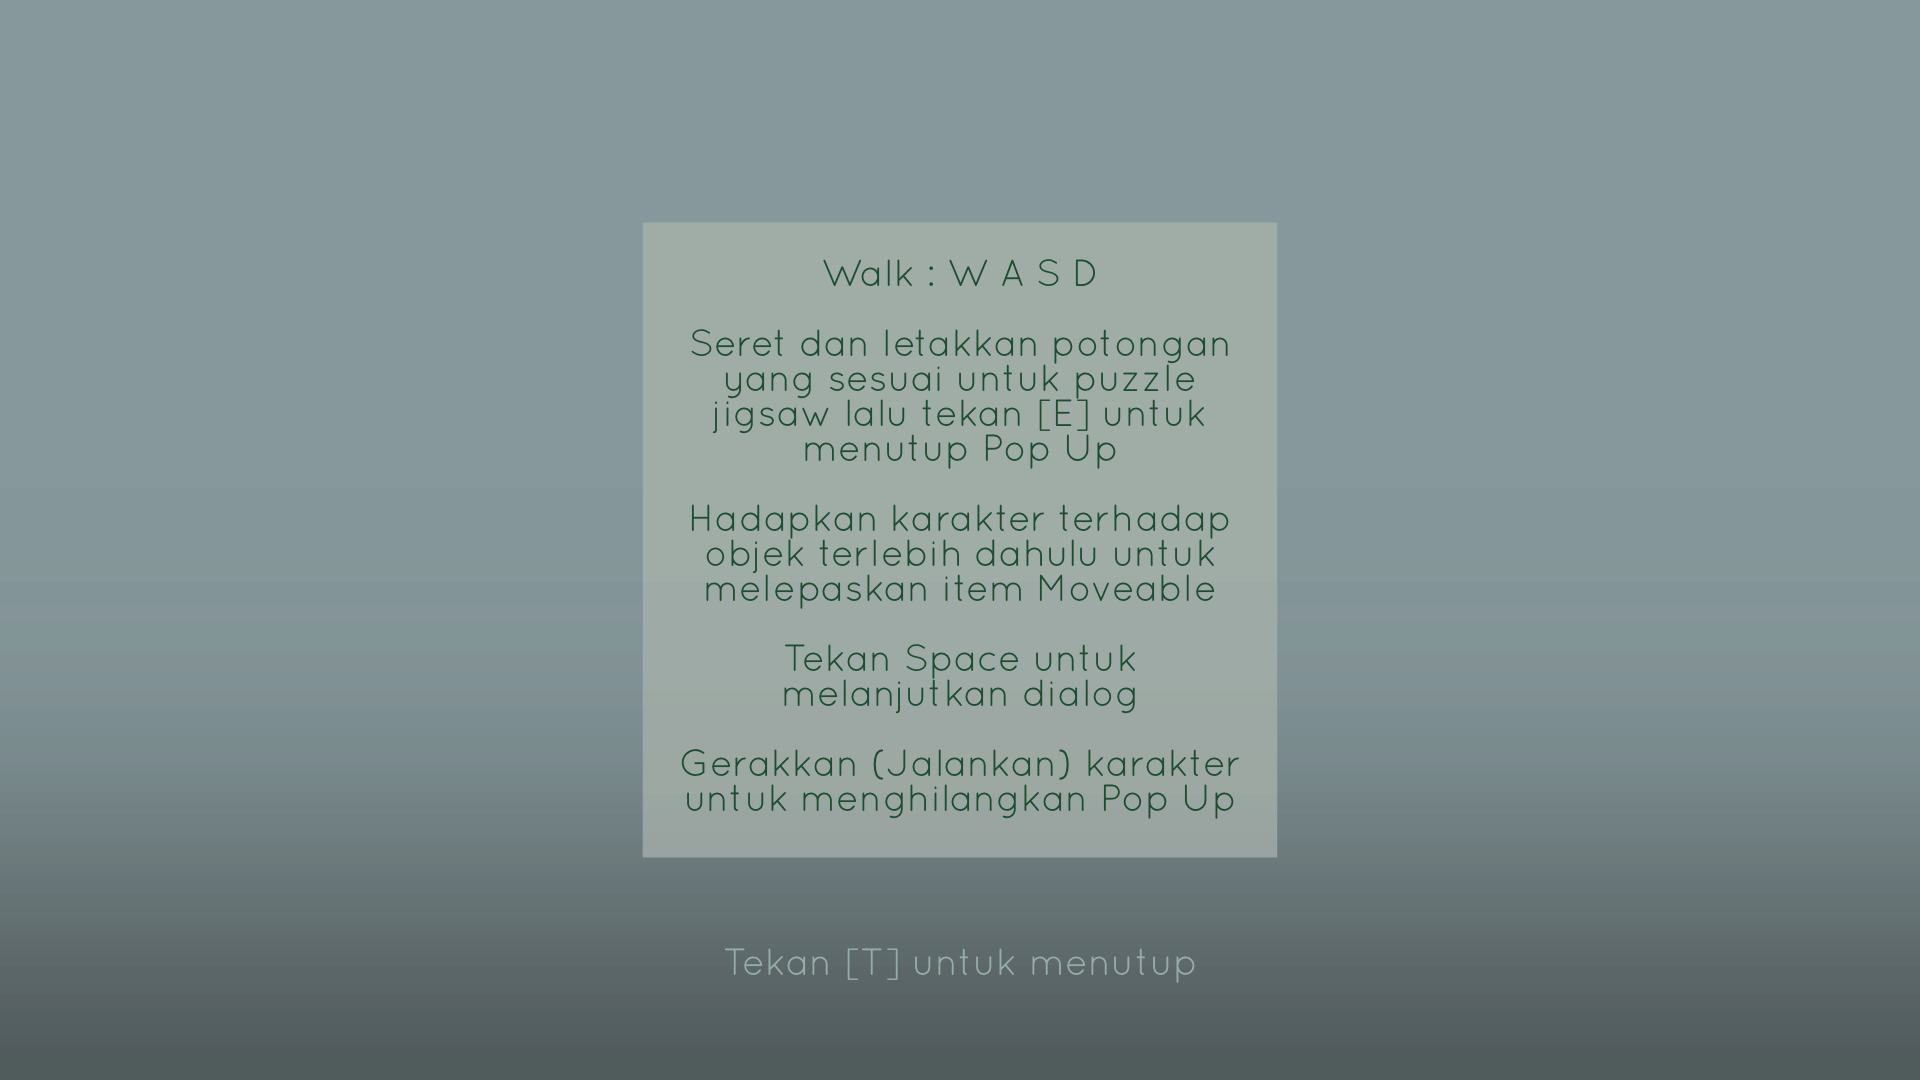 Walk : W A S D
Seret dan letakkan potongan
yang sesuai untuk puzzle
jigsaw lalu tekan [E] untuk
menutup Pop Up
Hadapkan karakter terhadap
objek terlebih dahulu untuk
melepaskan item Moveable
Tekan Space untuk
melanjutkan dialog
Gerakkan (Jalankan) karakter
untuk menghilangkan Pop Up
Tekan [T] untuk menutup